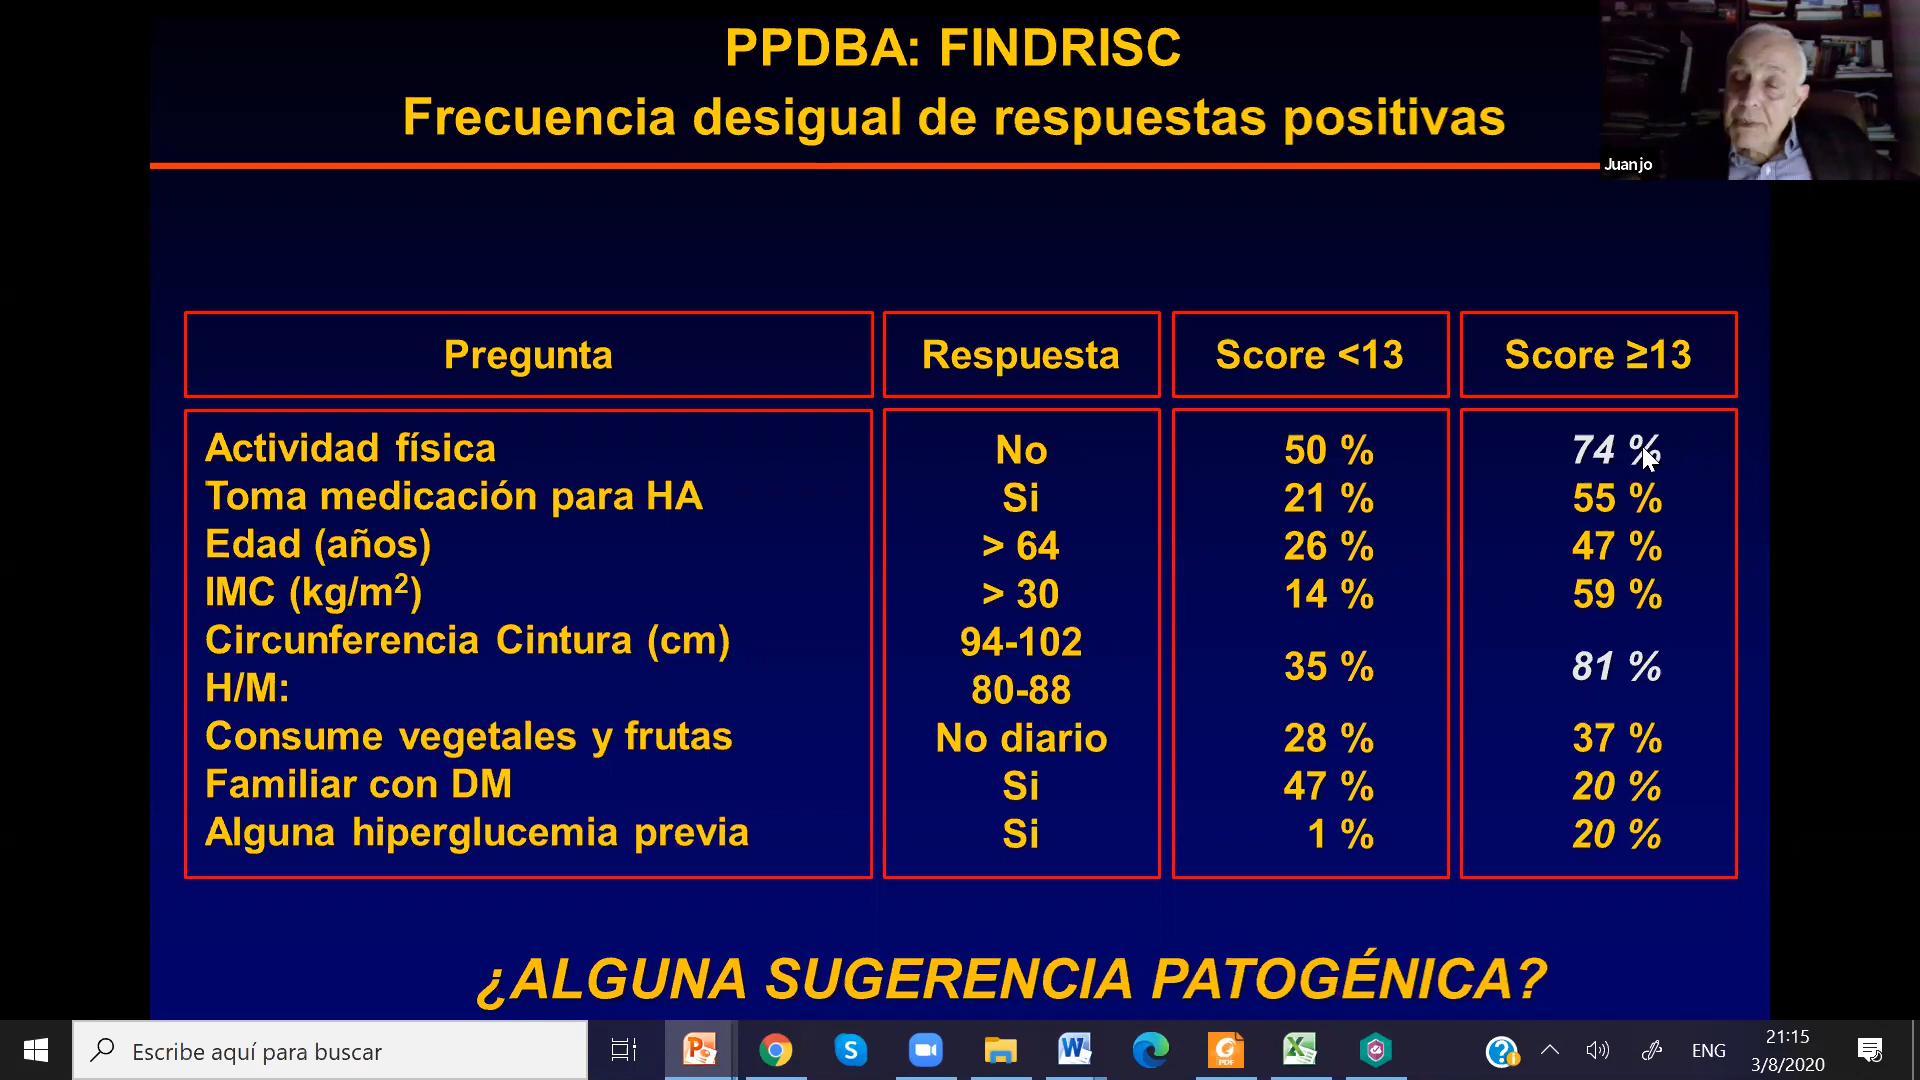 PPDBA: FINDRISC
Frecuencia desigual de respuestas positivas
Juanjo
Pregunta Respuesta Score <13 Score ≥13
Actividad física No 50 % 74 %
Toma medicación para HA Si 21 % 55 %
Edad (años) > 64 26 % 47 %
IMC (kg/m²) > 30 14 % 59 %
Circunferencia Cintura (cm) 94-102 35 % 81 %
H/M: 80-88
Consume vegetales y frutas No diario 28 % 37 %
Familiar con DM Si 47 % 20 %
Alguna hiperglucemia previa Si 1 % 20 %
¿ALGUNA SUGERENCIA PATOGÉNICA?
Escribe aquí para buscar
ENG
21:15
3/8/2020